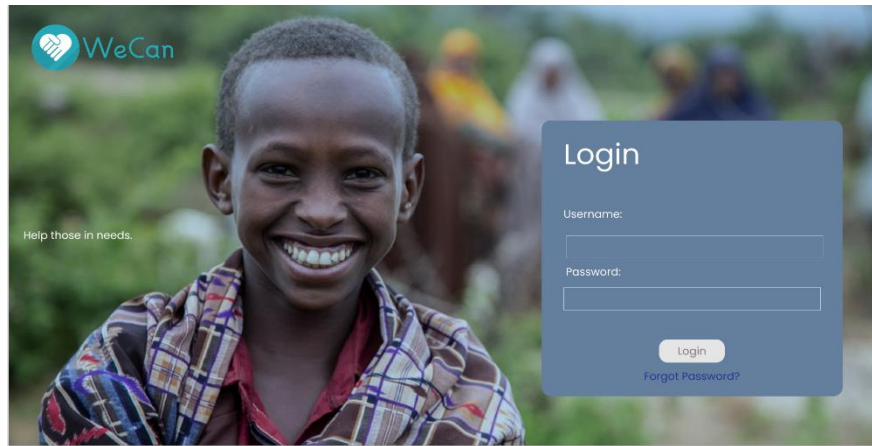 WeCan
Help those in needs.
Login
Username:
Password:
Login
Forgot Password?